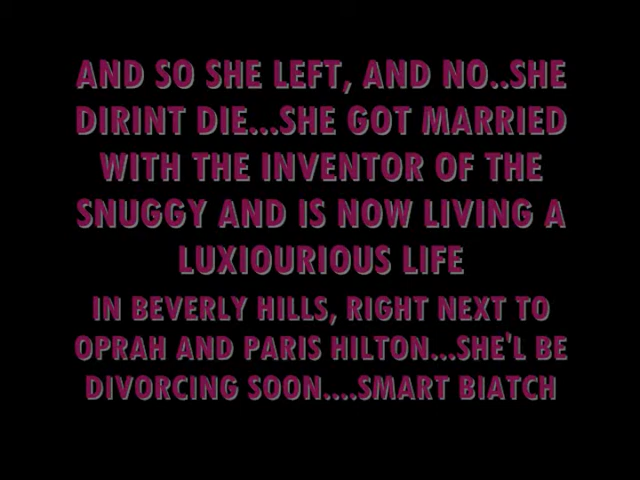 AND SO SHE LEFT, AND NO..SHE
DIRINT DIE...SHE GOT MARRIED
WITH THE INVENTOR OF THE
SNUGGY AND IS NOW LIVING A
LUXIOURIOUS LIFE
IN BEVERLY HILLS, RIGHT NEXT TO
OPRAH AND PARIS HILTON...SHE'L BE
DIVORCING SOON....SMART BIATCH